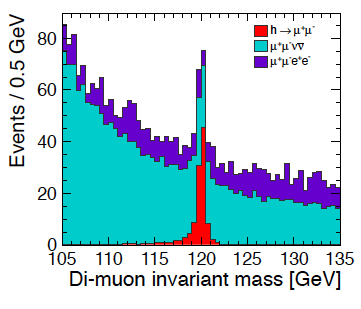 Events / 0.5 GeV
80
60
40
20
0
h → μ⁺μ⁻
μ⁺μ⁻νν̄
μ⁺μ⁻e⁺e⁻
105 110 115 120 125 130 135
Di-muon invariant mass [GeV]